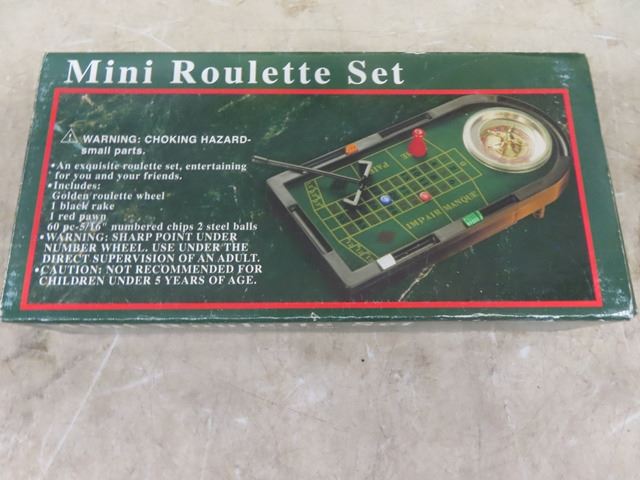 Mini Roulette Set
WARNING: CHOKING HAZARD-
small parts.
•An exquisite roulette set, entertaining
for you and your friends.
•Includes:
Golden roulette wheel
1 black rake
1 red pawn
60 pc-5/16" numbered chips 2 steel balls
•WARNING: SHARP POINT UNDER
NUMBER WHEEL. USE UNDER THE
DIRECT SUPERVISION OF AN ADULT.
•CAUTION: NOT RECOMMENDED FOR
CHILDREN UNDER 5 YEARS OF AGE.
IMPAIR MANQUE